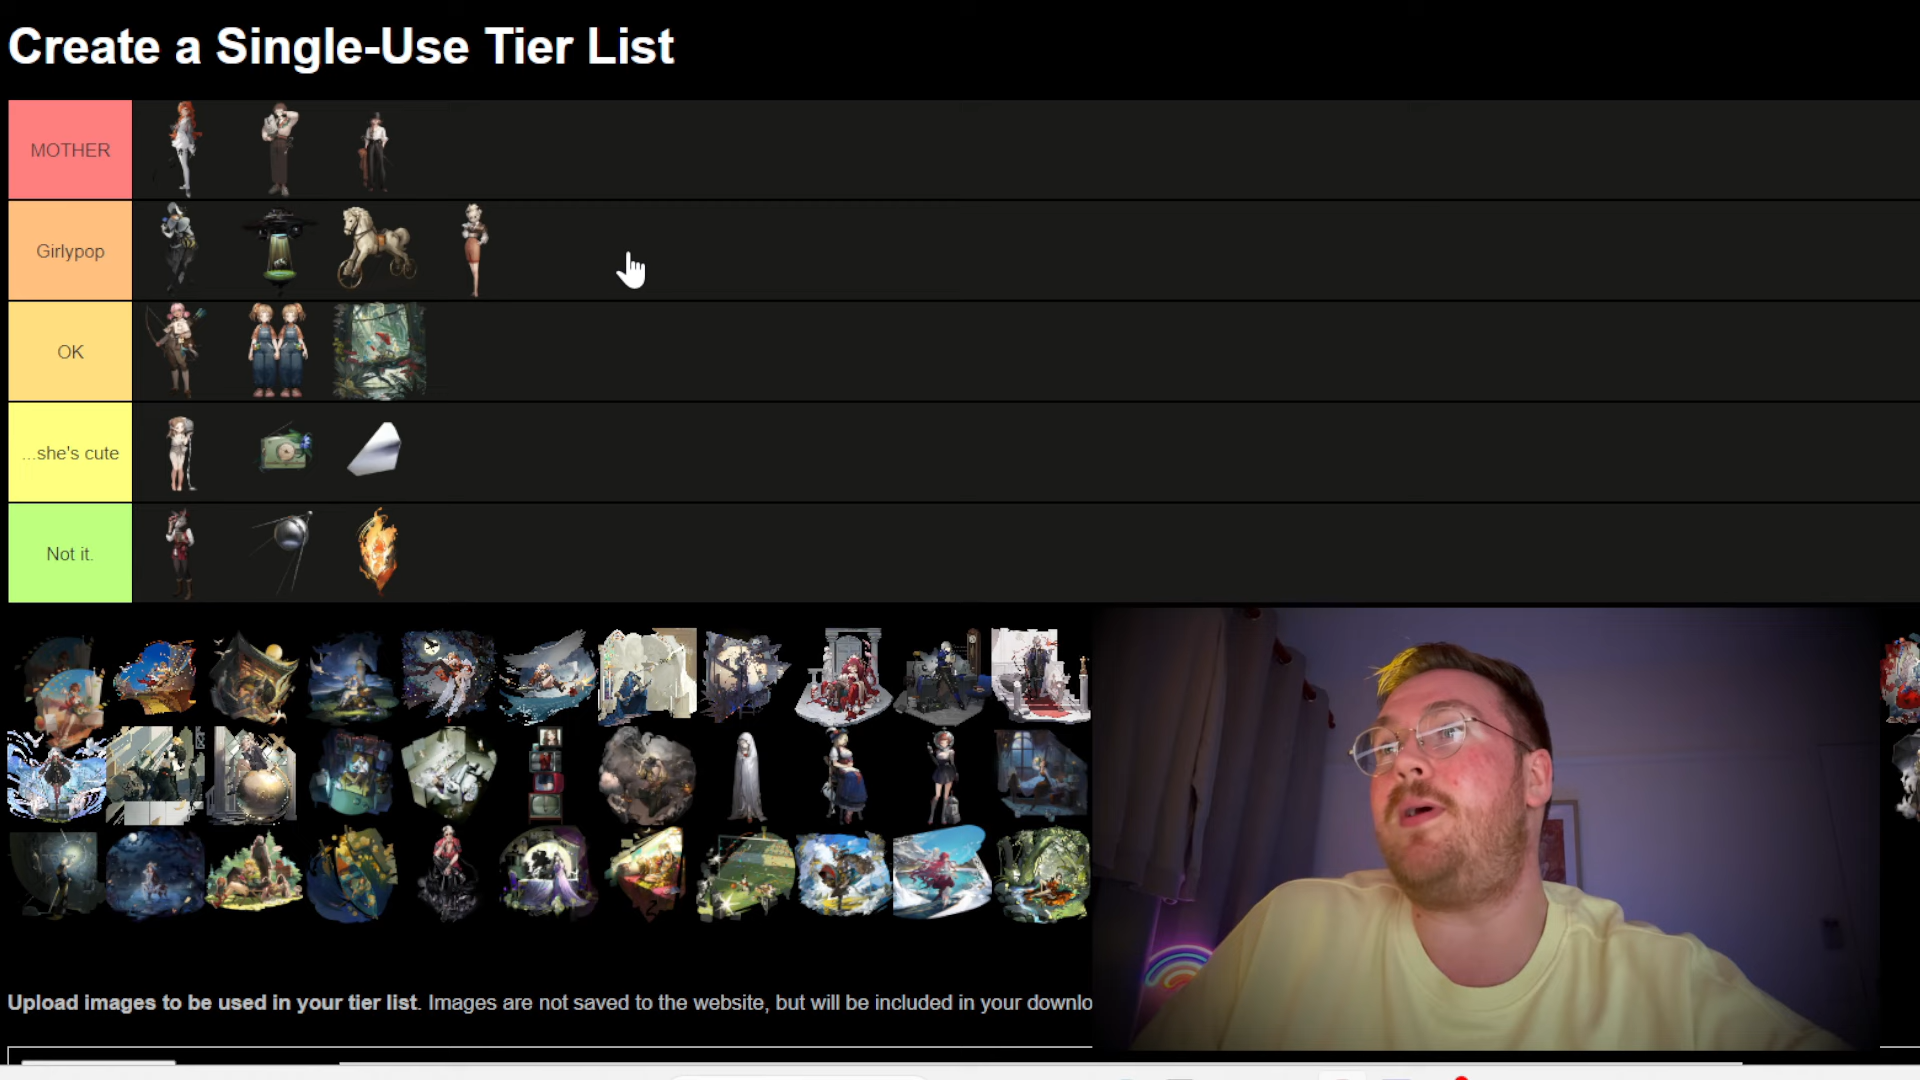 Create a Single-Use Tier List
MOTHER
Girlypop
OK
...she's cute
Not it.
Upload images to be used in your tier list. Images are not saved to the website, but will be included in your downlo